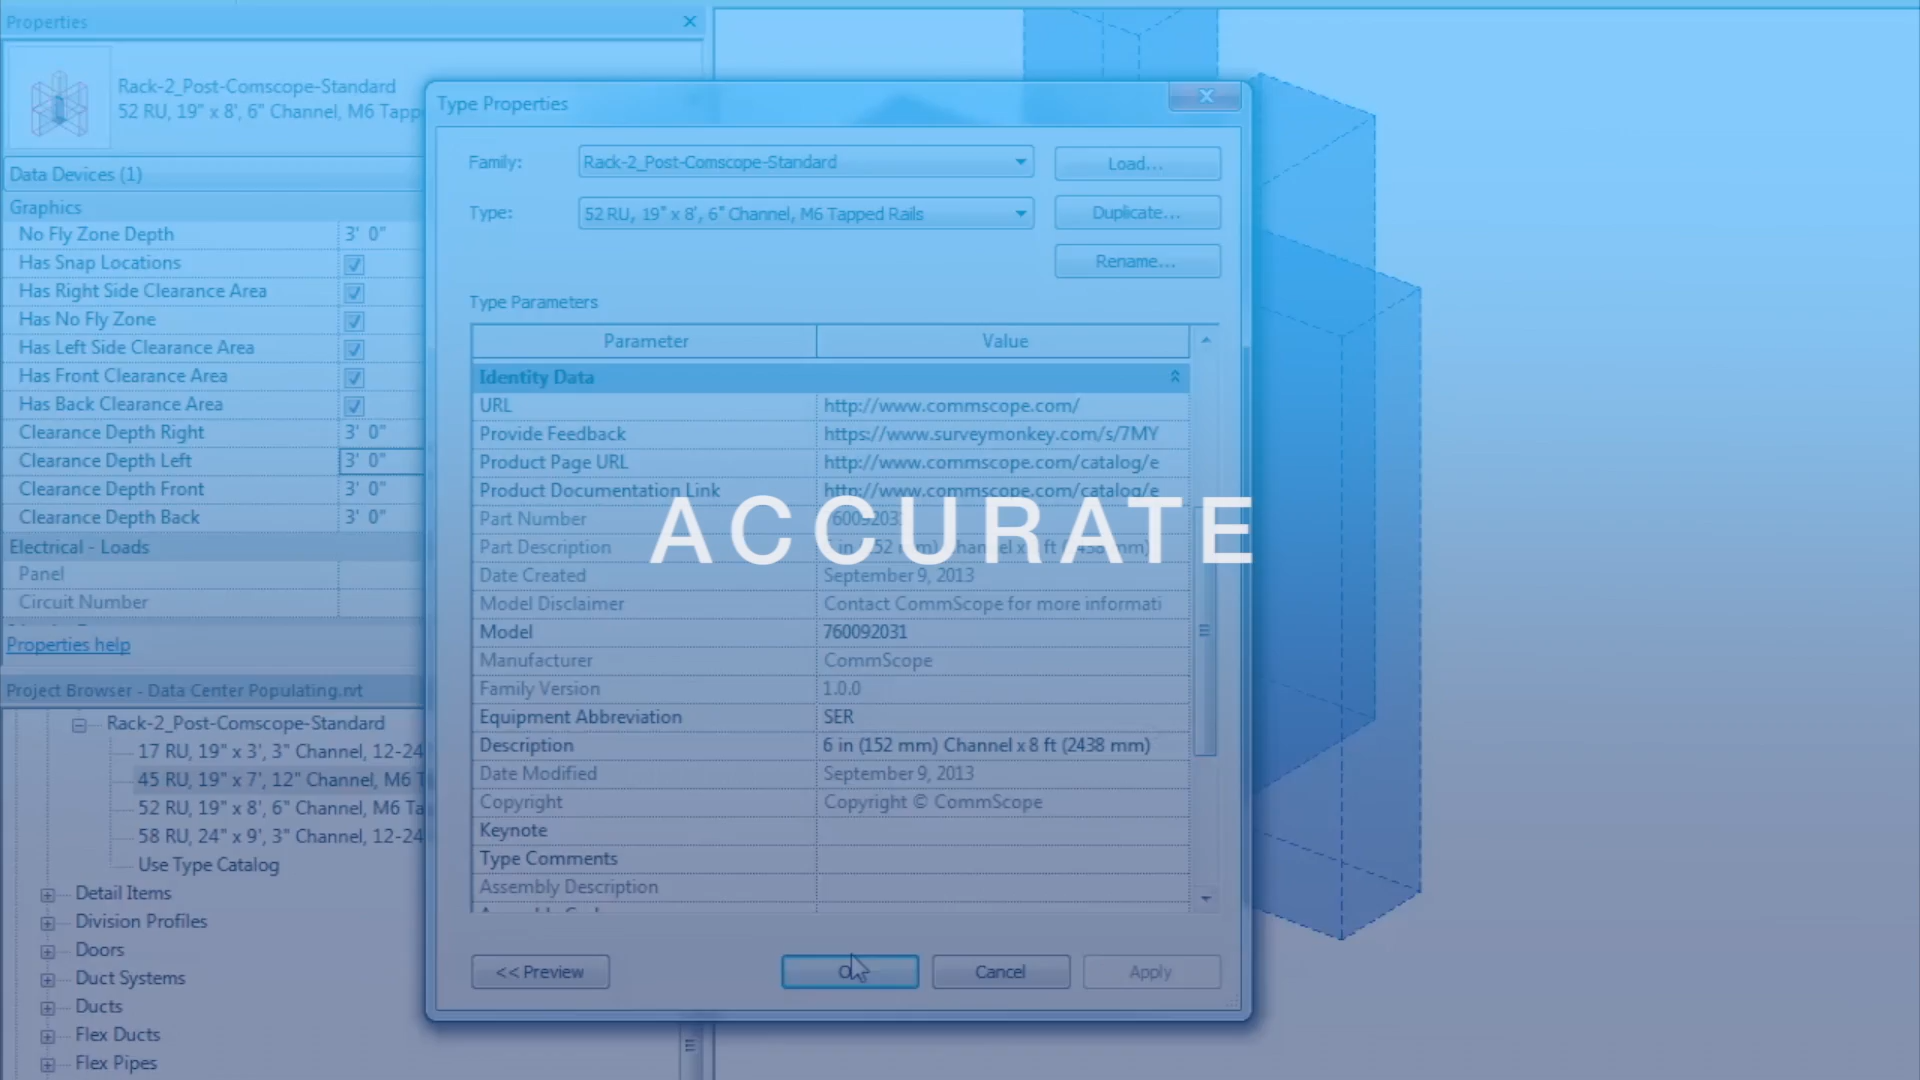 Properties
Rack-2_Post-Comscope-Standard
52 RU, 19" x 8', 6" Channel, M6 Tapp
Data Devices (1)
Graphics
No Fly Zone Depth 3' 0"
Has Snap Locations
Has Right Side Clearance Area
Has No Fly Zone
Has Left Side Clearance Area
Has Front Clearance Area
Has Back Clearance Area
Clearance Depth Right 3' 0"
Clearance Depth Left 3' 0"
Clearance Depth Front 3' 0"
Clearance Depth Back 3' 0"
Electrical - Loads
Panel
Circuit Number
Properties help
Project Browser - Data Center Populating.rvt
Rack-2_Post-Comscope-Standard
17 RU, 19" x 3', 3" Channel, 12-24
45 RU, 19" x 7', 12" Channel, M6 T
52 RU, 19" x 8', 6" Channel, M6 Ta
58 RU, 24" x 9', 3" Channel, 12-24
Use Type Catalog
Detail Items
Division Profiles
Doors
Duct Systems
Ducts
Flex Ducts
Flex Pipes
Type Properties
Family: Rack-2_Post-Comscope-Standard Load...
Type: 52 RU, 19" x 8', 6" Channel, M6 Tapped Rails Duplicate...
Rename...
Type Parameters
Parameter Value
Identity Data
URL http://www.commscope.com/
Provide Feedback https://www.surveymonkey.com/s/7MY
Product Page URL http://www.commscope.com/catalog/e
Product Documentation Link http://www.commscope.com/catalog/e
ACCURATE
Part Number
Part Description
Date Created September 9, 2013
Model Disclaimer Contact CommScope for more informati
Model 760092031
Manufacturer CommScope
Family Version 1.0.0
Equipment Abbreviation SER
Description 6 in (152 mm) Channel x 8 ft (2438 mm)
Date Modified September 9, 2013
Copyright Copyright © CommScope
Keynote
Type Comments
Assembly Description
<< Preview Cancel Apply